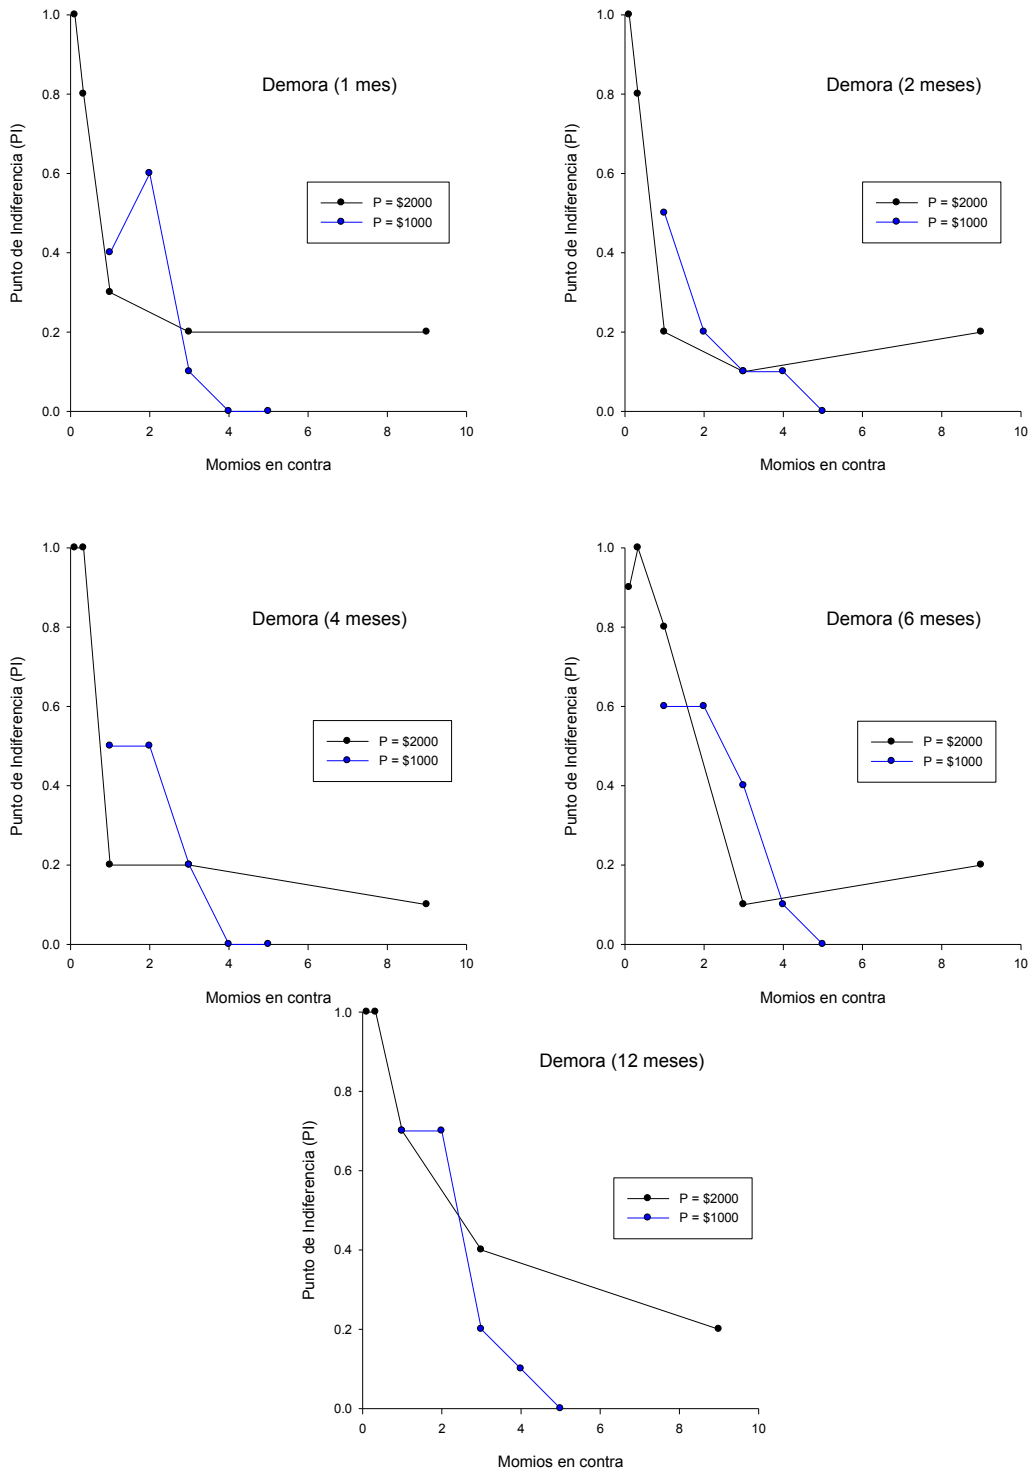 Demora (1 mes)
Punto de Indiferencia (PI)
1.0
0.8
0.6
0.4
0.2
0.0
P = $2000
P = $1000
0 2 4 6 8 10
Momios en contra
Demora (2 meses)
Punto de Indiferencia (PI)
1.0
0.8
0.6
0.4
0.2
0.0
P = $2000
P = $1000
0 2 4 6 8 10
Momios en contra
Demora (4 meses)
Punto de Indiferencia (PI)
1.0
0.8
0.6
0.4
0.2
0.0
P = $2000
P = $1000
0 2 4 6 8 10
Momios en contra
Demora (6 meses)
Punto de Indiferencia (PI)
1.0
0.8
0.6
0.4
0.2
0.0
P = $2000
P = $1000
0 2 4 6 8 10
Momios en contra
Demora (12 meses)
Punto de Indiferencia (PI)
1.0
0.8
0.6
0.4
0.2
0.0
P = $2000
P = $1000
0 2 4 6 8 10
Momios en contra